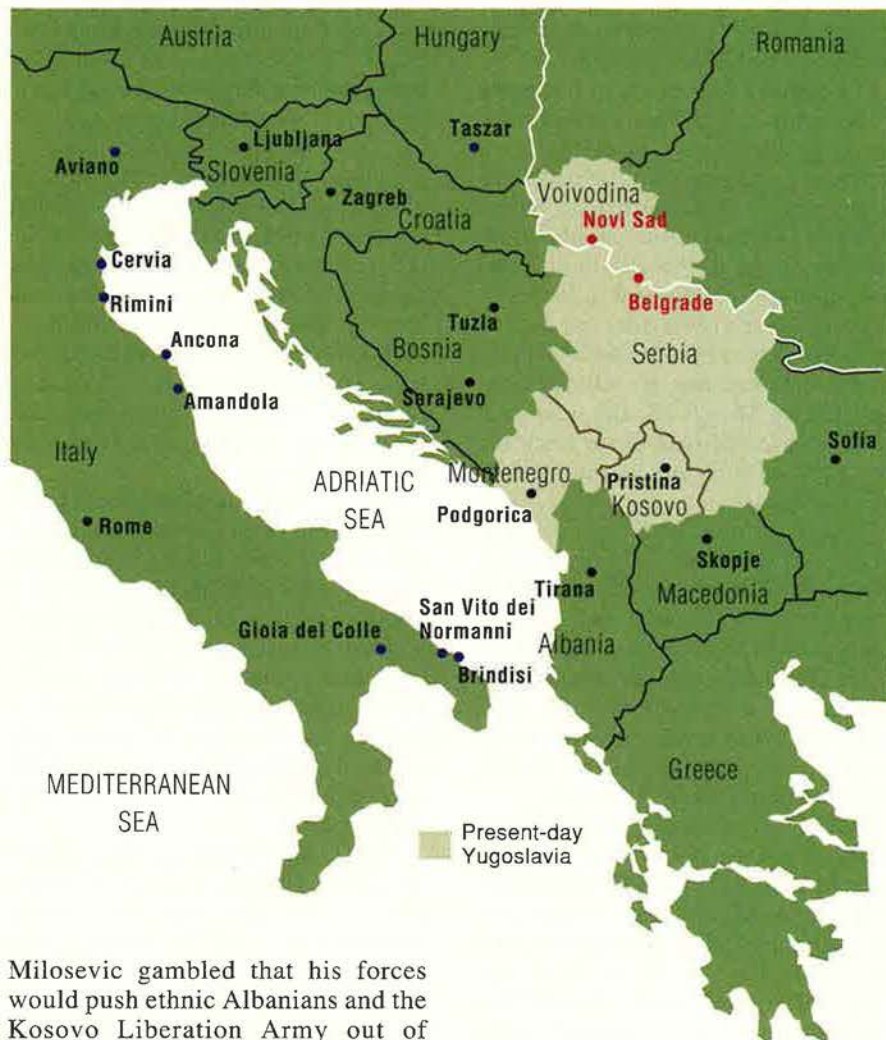 Austria
Hungary
Romania
Ljubljana
Taszar
Aviano
Slovenia
Voivodina
Zagreb
Novi Sad
Croatia
Cervia
Belgrade
Rimini
Tuzla
Ancona
Bosnia
Serbia
Sarajevo
Amandola
Sofia
Italy
ADRIATIC
SEA
Montenegro
Pristina
Kosovo
Podgorica
Rome
Skopje
Tirana
Macedonia
San Vito dei
Normanni
Gioia del Colle
Albania
Brindisi
Greece
MEDITERRANEAN
SEA
Present-day
Yugoslavia
Milosevic gambled that his forces
would push ethnic Albanians and the
Kosovo Liberation Army out of